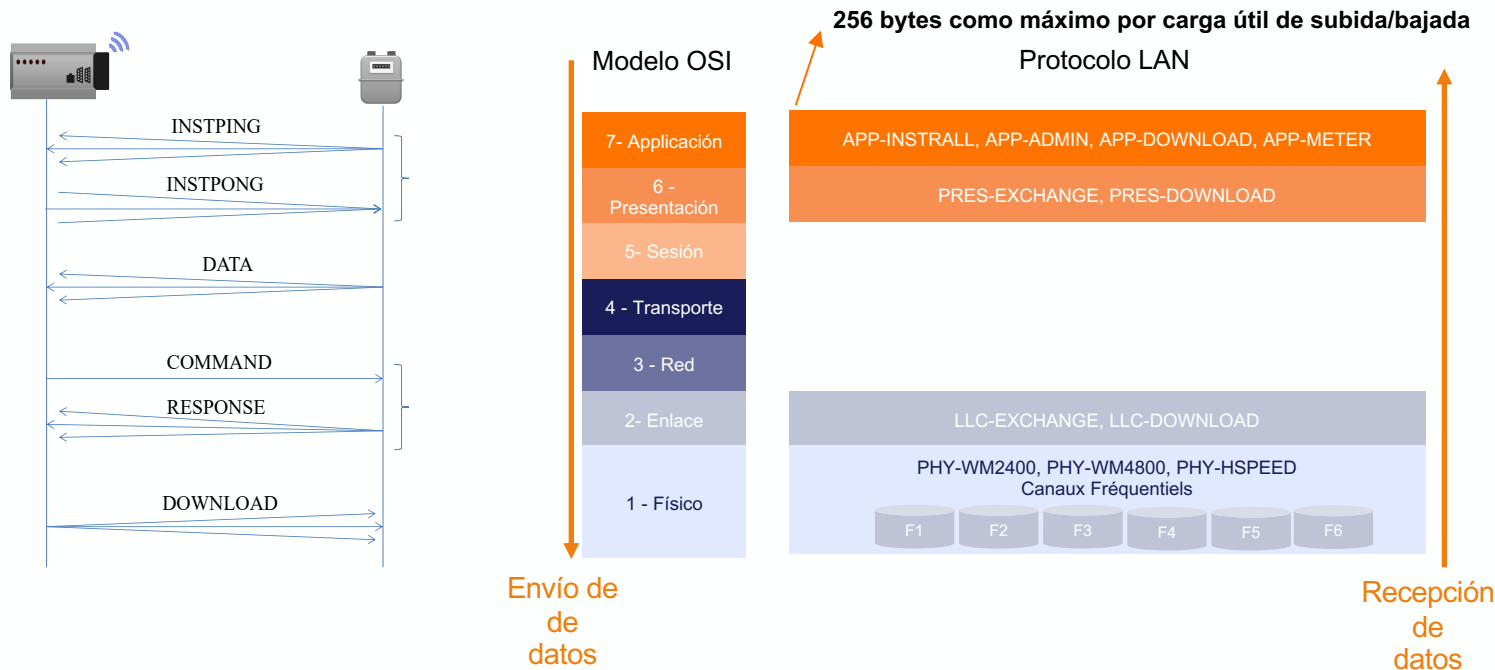 256 bytes como máximo por carga útil de subida/bajada
Modelo OSI
Protocolo LAN
INSTPING
INSTPONG
DATA
COMMAND
RESPONSE
DOWNLOAD
7- Applicación
6 -
Presentación
5- Sesión
4 - Transporte
3 - Red
2- Enlace
1 - Físico
APP-INSTRALL, APP-ADMIN, APP-DOWNLOAD, APP-METER
PRES-EXCHANGE, PRES-DOWNLOAD
LLC-EXCHANGE, LLC-DOWNLOAD
PHY-WM2400, PHY-WM4800, PHY-HSPEED
Canaux Fréquentiels
F1 F2 F3 F4 F5 F6
Envío de
de
datos
Recepción
de
datos